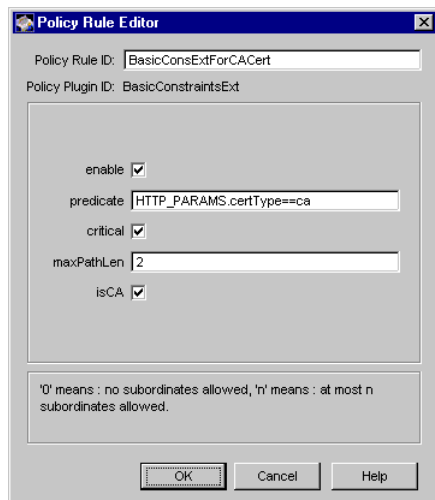 Policy Rule Editor
Policy Rule ID: BasicConsExtForCACert
Policy Plugin ID: BasicConstraintsExt
enable
predicate HTTP_PARAMS.certType==ca
critical
maxPathLen 2
isCA
'0' means : no subordinates allowed, 'n' means : at most n
subordinates allowed.
OK Cancel Help